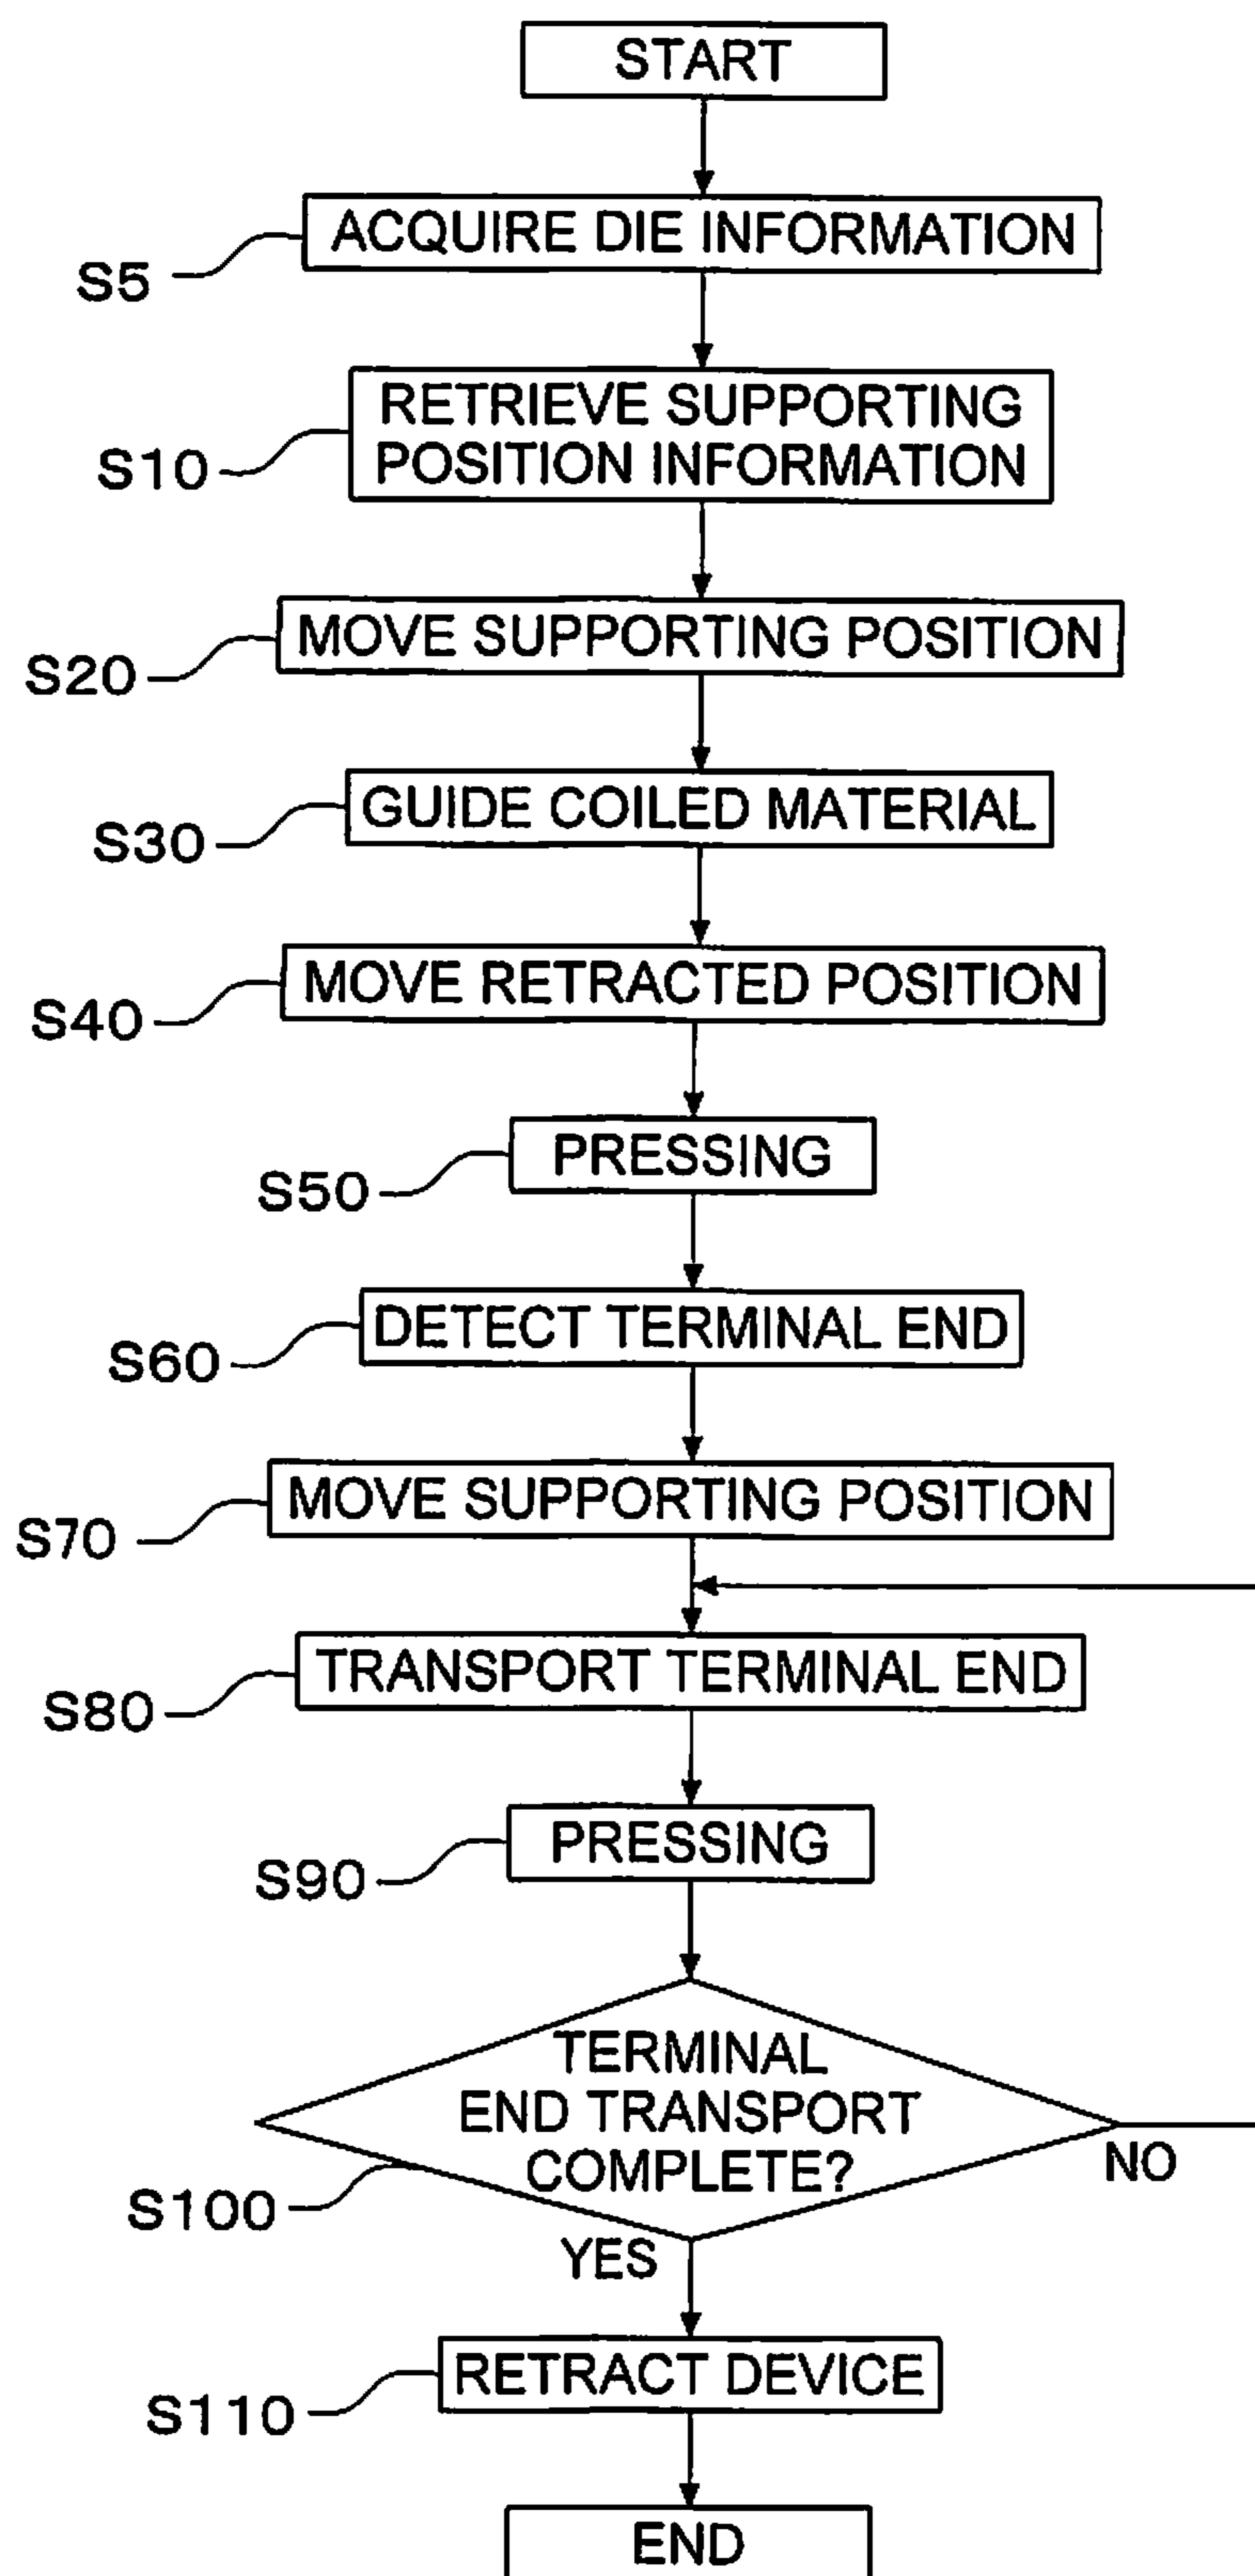 START
ACQUIRE DIE INFORMATION
S5
RETRIEVE SUPPORTING
POSITION INFORMATION
S10
MOVE SUPPORTING POSITION
S20
GUIDE COILED MATERIAL
S30
MOVE RETRACTED POSITION
S40
PRESSING
S50
DETECT TERMINAL END
S60
MOVE SUPPORTING POSITION
S70
TRANSPORT TERMINAL END
S80
PRESSING
S90
TERMINAL
END TRANSPORT
COMPLETE?
NO
S100
YES
RETRACT DEVICE
S110
END